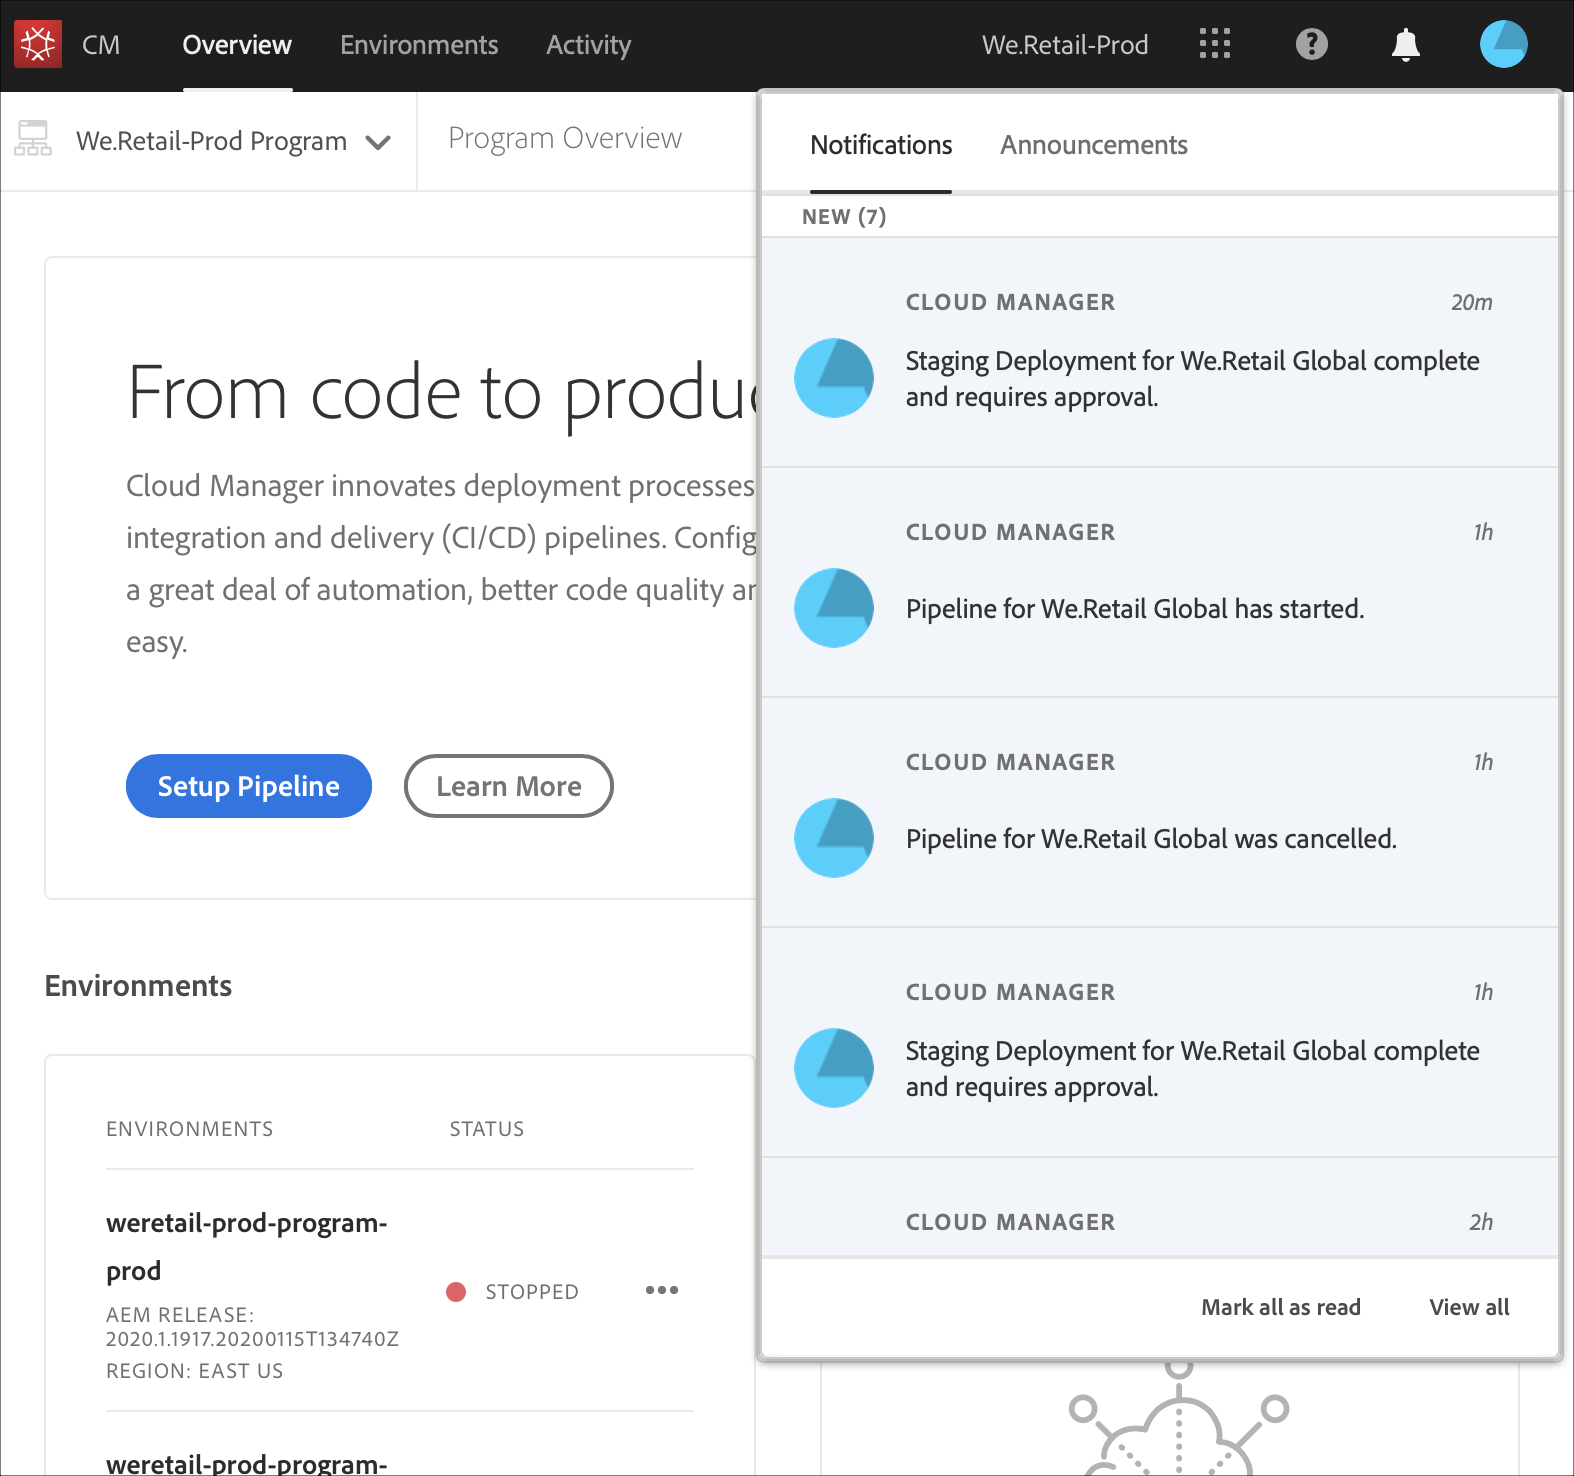 CM Overview Environments Activity We.Retail-Prod ?
We.Retail-Prod Program Program Overview
Notifications Announcements
NEW (7)
CLOUD MANAGER 20m
Staging Deployment for We.Retail Global complete
and requires approval.
CLOUD MANAGER 1h
Pipeline for We.Retail Global has started.
CLOUD MANAGER 1h
Pipeline for We.Retail Global was cancelled.
CLOUD MANAGER 1h
Staging Deployment for We.Retail Global complete
and requires approval.
CLOUD MANAGER 2h
Mark all as read View all
From code to produc
Cloud Manager innovates deployment processes
integration and delivery (CI/CD) pipelines. Config
a great deal of automation, better code quality an
easy.
Setup Pipeline Learn More
Environments
ENVIRONMENTS STATUS
weretail-prod-program-
prod
STOPPED
AEM RELEASE:
2020.1.1917.20200115T134740Z
REGION: EAST US
weretail-prod-program-